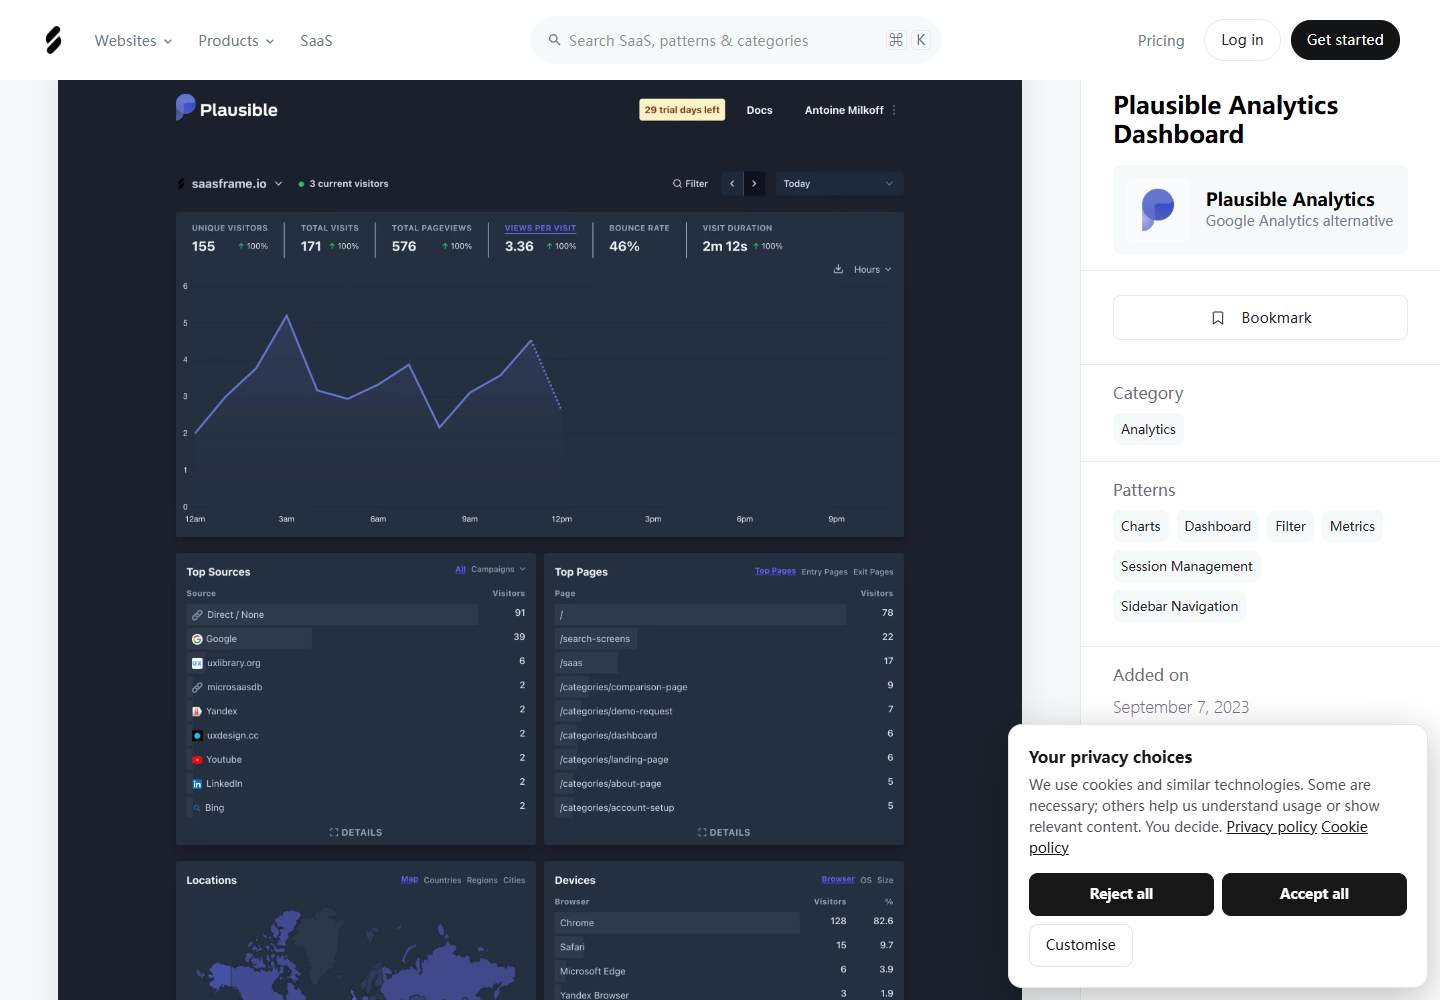 Websites Products SaaS Search SaaS, patterns & categories ⌘ K Pricing Log in Get started
Plausible 29 trial days left Docs Antoine Milkoff
saasframe.io 3 current visitors Filter Today
UNIQUE VISITORS TOTAL VISITS TOTAL PAGEVIEWS VIEWS PER VISIT BOUNCE RATE VISIT DURATION
155 ↑ 100% 171 ↑ 100% 576 ↑ 100% 3.36 ↑ 100% 46% 2m 12s ↑ 100%
Hours
6
5
4
3
2
1
0
12am 3am 6am 9am 12pm 3pm 6pm 9pm
Top Sources All Campaigns
Source Visitors
Direct / None 91
Google 39
uxlibrary.org 6
microsaasdb 2
Yandex 2
uxdesign.cc 2
Youtube 2
LinkedIn 2
Bing 2
DETAILS
Top Pages Top Pages Entry Pages Exit Pages
Page Visitors
/ 78
/search-screens 22
/saas 17
/categories/comparison-page 9
/categories/demo-request 7
/categories/dashboard 6
/categories/landing-page 6
/categories/about-page 5
/categories/account-setup 5
DETAILS
Locations Map Countries Regions Cities
Devices Browser OS Size
Browser Visitors %
Chrome 128 82.6
Safari 15 9.7
Microsoft Edge 6 3.9
Yandex Browser 3 1.9
Plausible Analytics
Dashboard
Plausible Analytics
Google Analytics alternative
Bookmark
Category
Analytics
Patterns
Charts Dashboard Filter Metrics
Session Management
Sidebar Navigation
Added on
September 7, 2023
Your privacy choices
We use cookies and similar technologies. Some are
necessary; others help us understand usage or show
relevant content. You decide. Privacy policy Cookie
policy
Reject all Accept all
Customise